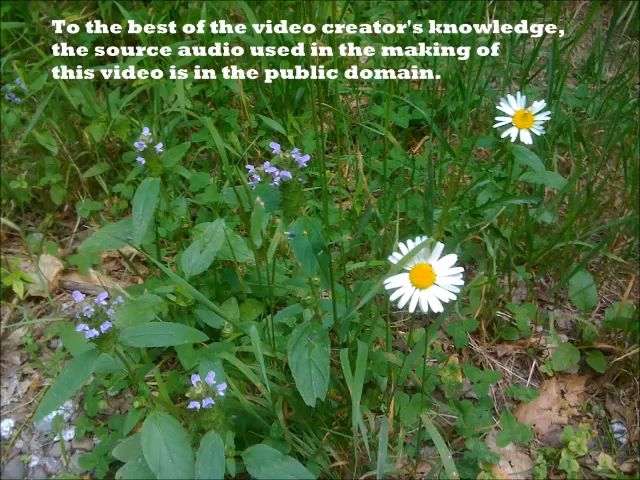 To the best of the video creator's knowledge,
the source audio used in the making of
this video is in the public domain.